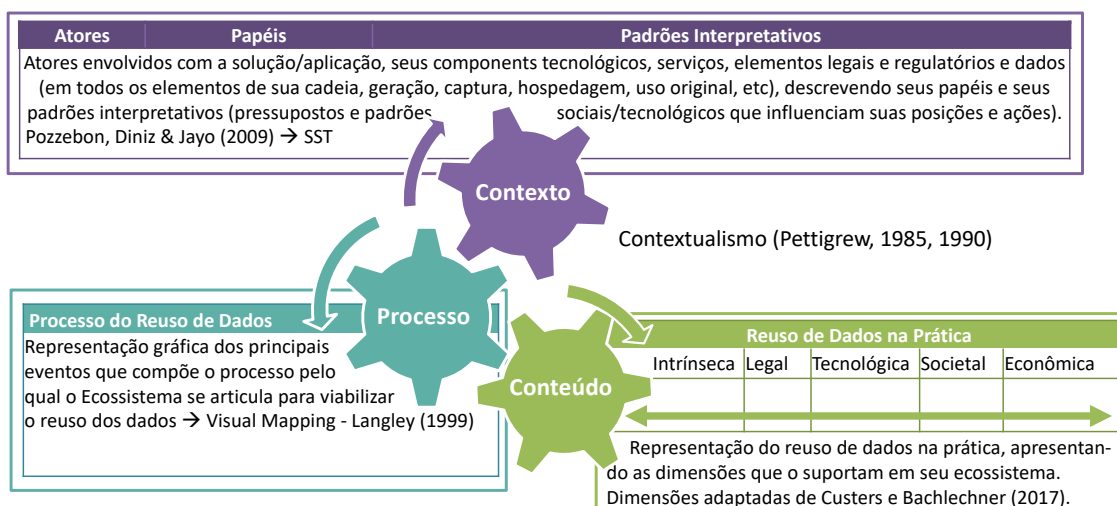 Atores Papéis Padrões Interpretativos
Atores envolvidos com a solução/aplicação, seus components tecnológicos, serviços, elementos legais e regulatórios e dados
(em todos os elementos de sua cadeia, geração, captura, hospedagem, uso original, etc), descrevendo seus papéis e seus
padrões interpretativos (pressupostos e padrões sociais/tecnológicos que influenciam suas posições e ações).
Pozzebon, Diniz & Jayo (2009) → SST
Contexto
Contextualismo (Pettigrew, 1985, 1990)
Processo
Processo do Reuso de Dados
Representação gráfica dos principais
eventos que compõe o processo pelo
qual o Ecossistema se articula para viabilizar
o reuso dos dados → Visual Mapping - Langley (1999)
Conteúdo
Reuso de Dados na Prática
Intrínseca Legal Tecnológica Societal Econômica
Representação do reuso de dados na prática, apresentan-
do as dimensões que o suportam em seu ecossistema.
Dimensões adaptadas de Custers e Bachlechner (2017).